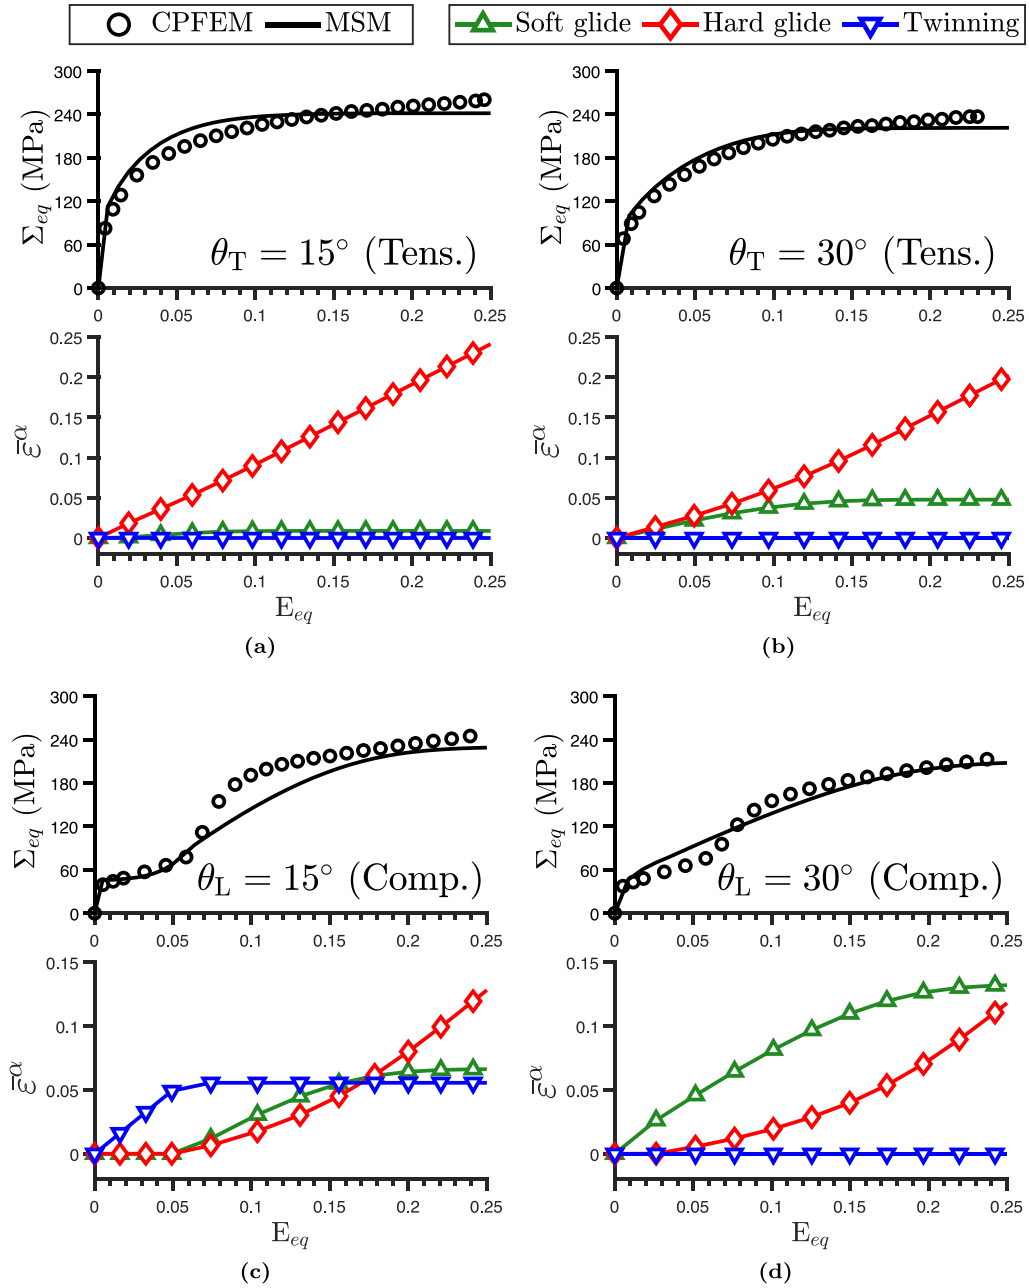 CPFEM MSM Soft glide Hard glide Twinning
300
240
180
120
60
0
Σeq (MPa)
θT = 15° (Tens.)
0 0.05 0.1 0.15 0.2 0.25
300
240
180
120
60
0
Σeq (MPa)
θT = 30° (Tens.)
0 0.05 0.1 0.15 0.2 0.25
0.25
0.2
0.15
0.1
0.05
0
ε̄α
0 0.05 0.1 0.15 0.2 0.25
Eeq
(a)
0.25
0.2
0.15
0.1
0.05
0
ε̄α
0 0.05 0.1 0.15 0.2 0.25
Eeq
(b)
300
240
180
120
60
0
Σeq (MPa)
θL = 15° (Comp.)
0 0.05 0.1 0.15 0.2 0.25
300
240
180
120
60
0
Σeq (MPa)
θL = 30° (Comp.)
0 0.05 0.1 0.15 0.2 0.25
0.15
0.1
0.05
0
ε̄α
0 0.05 0.1 0.15 0.2 0.25
Eeq
(c)
0.15
0.1
0.05
0
ε̄α
0 0.05 0.1 0.15 0.2 0.25
Eeq
(d)